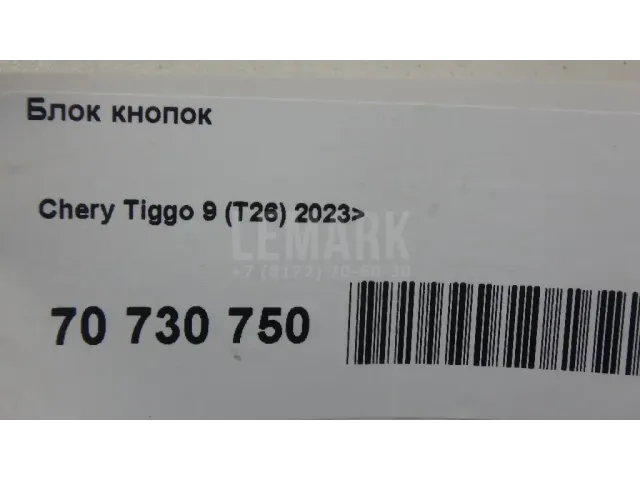 Блок кнопок
Chery Tiggo 9 (T26) 2023>
LEMARK
70 730 750